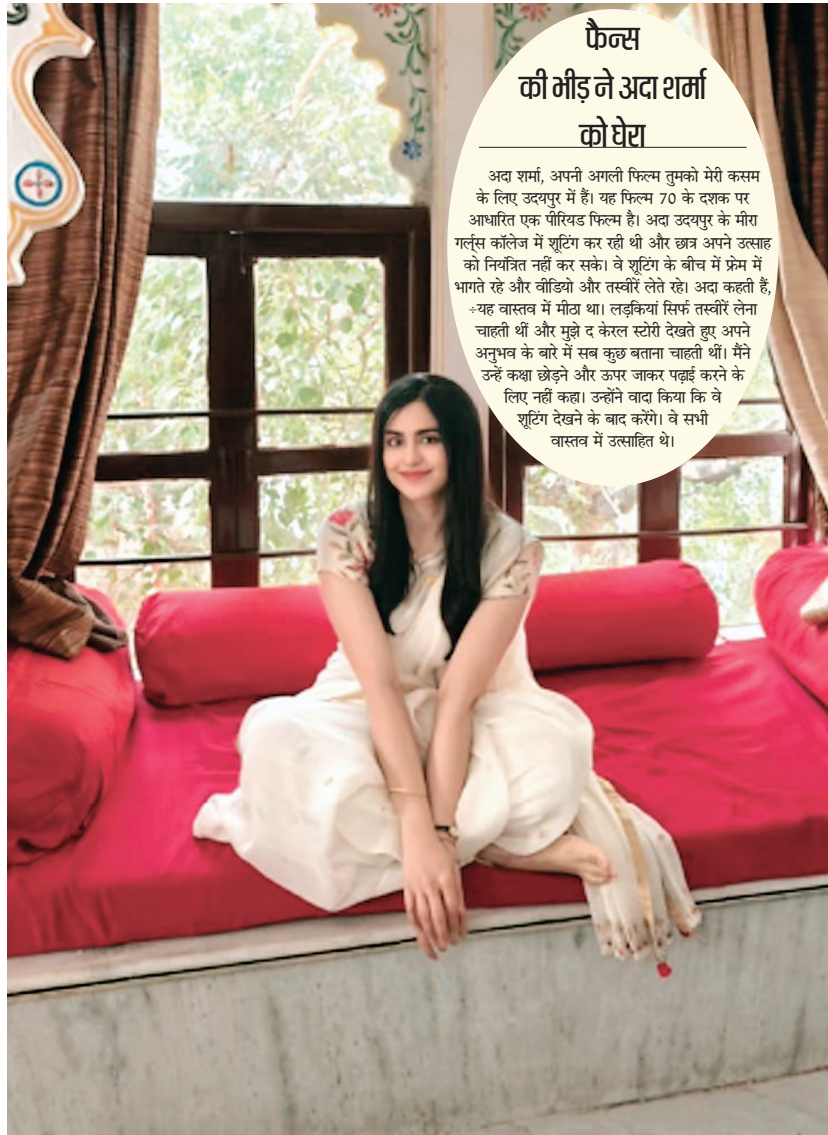 फैन्स
की भीड़ ने अदा शर्मा
को घेरा
अदा शर्मा, अपनी अगली फिल्म तुमको मेरी कसम
के लिए उदयपुर में हैं। यह फिल्म 70 के दशक पर
आधारित एक पीरियड फिल्म है। अदा उदयपुर के मीरा
गर्ल्स कॉलेज में शूटिंग कर रही थी और छात्र अपने उत्साह
को नियंत्रित नहीं कर सके। वे शूटिंग के बीच में फ्रेम में
भागते रहे और वीडियो और तस्वीरें लेते रहे। अदा कहती हैं,
÷यह वास्तव में मीठा था। लड़कियां सिर्फ तस्वीरें लेना
चाहती थीं और मुझे द केरल स्टोरी देखते हुए अपने
अनुभव के बारे में सब कुछ बताना चाहती थीं। मैंने
उन्हें कक्षा छोड़ने और ऊपर जाकर पढ़ाई करने के
लिए नहीं कहा। उन्होंने वादा किया कि वे
शूटिंग देखने के बाद करेंगे। वे सभी
वास्तव में उत्साहित थे।